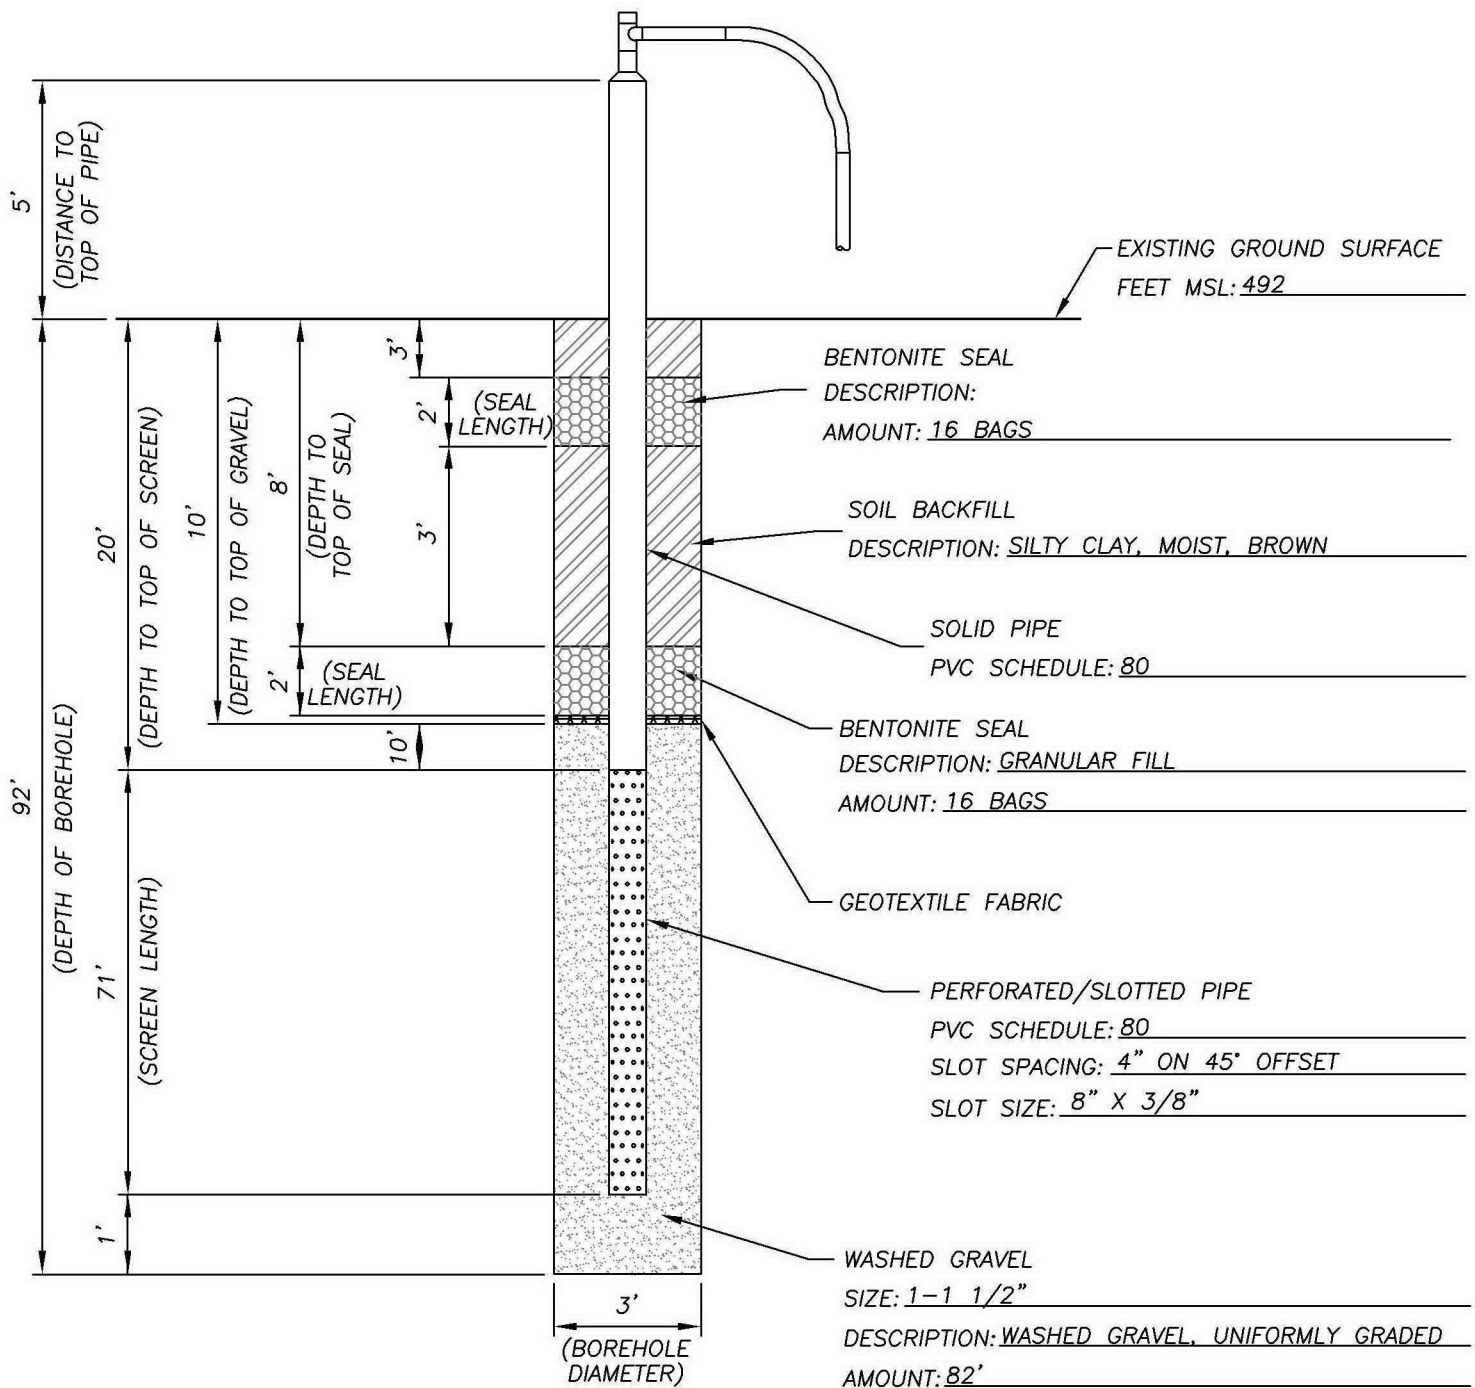 5'
(DISTANCE TO
TOP OF PIPE)
EXISTING GROUND SURFACE
FEET MSL: 492
92'
(DEPTH OF BOREHOLE)
20'
(DEPTH TO TOP OF SCREEN)
10'
(DEPTH TO TOP OF GRAVEL)
8'
(DEPTH TO
TOP OF SEAL)
3'
2'
(SEAL
LENGTH)
3'
2'
(SEAL
LENGTH)
10'
71'
(SCREEN LENGTH)
1'
3'
(BOREHOLE
DIAMETER)
BENTONITE SEAL
DESCRIPTION:
AMOUNT: 16 BAGS
SOIL BACKFILL
DESCRIPTION: SILTY CLAY, MOIST, BROWN
SOLID PIPE
PVC SCHEDULE: 80
BENTONITE SEAL
DESCRIPTION: GRANULAR FILL
AMOUNT: 16 BAGS
GEOTEXTILE FABRIC
PERFORATED/SLOTTED PIPE
PVC SCHEDULE: 80
SLOT SPACING: 4" ON 45° OFFSET
SLOT SIZE: 8" X 3/8"
WASHED GRAVEL
SIZE: 1-1 1/2"
DESCRIPTION: WASHED GRAVEL, UNIFORMLY GRADED
AMOUNT: 82'